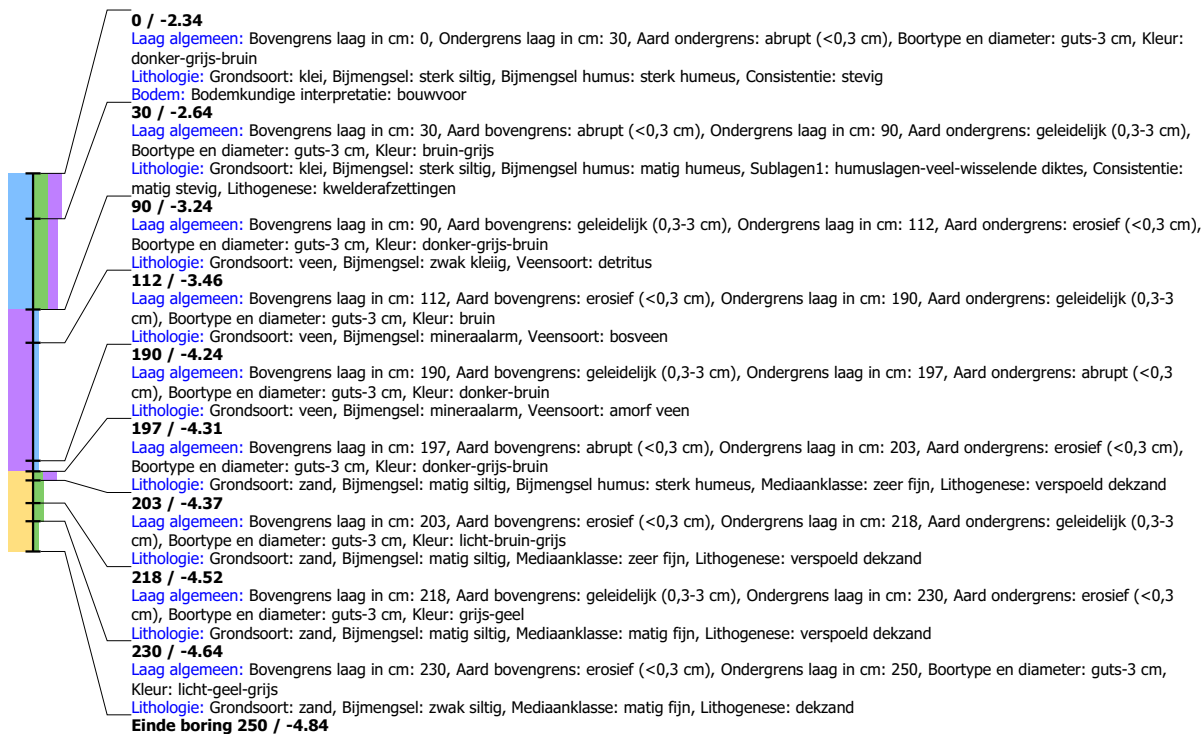 0 / -2.34
Laag algemeen: Bovengrens laag in cm: 0, Ondergrens laag in cm: 30, Aard ondergrens: abrupt (<0,3 cm), Boortype en diameter: guts-3 cm, Kleur:
donker-grijs-bruin
Lithologie: Grondsoort: klei, Bijmengsel: sterk siltig, Bijmengsel humus: sterk humeus, Consistentie: stevig
Bodem: Bodemkundige interpretatie: bouwvoor
30 / -2.64
Laag algemeen: Bovengrens laag in cm: 30, Aard bovengrens: abrupt (<0,3 cm), Ondergrens laag in cm: 90, Aard ondergrens: geleidelijk (0,3-3 cm),
Boortype en diameter: guts-3 cm, Kleur: bruin-grijs
Lithologie: Grondsoort: klei, Bijmengsel: sterk siltig, Bijmengsel humus: matig humeus, Sublagen1: humuslagen-veel-wisselende diktes, Consistentie:
matig stevig, Lithogenese: kwelderafzettingen
90 / -3.24
Laag algemeen: Bovengrens laag in cm: 90, Aard bovengrens: geleidelijk (0,3-3 cm), Ondergrens laag in cm: 112, Aard ondergrens: erosief (<0,3 cm),
Boortype en diameter: guts-3 cm, Kleur: donker-grijs-bruin
Lithologie: Grondsoort: veen, Bijmengsel: zwak kleiig, Veensoort: detritus
112 / -3.46
Laag algemeen: Bovengrens laag in cm: 112, Aard bovengrens: erosief (<0,3 cm), Ondergrens laag in cm: 190, Aard ondergrens: geleidelijk (0,3-3
cm), Boortype en diameter: guts-3 cm, Kleur: bruin
Lithologie: Grondsoort: veen, Bijmengsel: mineraalarm, Veensoort: bosveen
190 / -4.24
Laag algemeen: Bovengrens laag in cm: 190, Aard bovengrens: geleidelijk (0,3-3 cm), Ondergrens laag in cm: 197, Aard ondergrens: abrupt (<0,3
cm), Boortype en diameter: guts-3 cm, Kleur: donker-bruin
Lithologie: Grondsoort: veen, Bijmengsel: mineraalarm, Veensoort: amorf veen
197 / -4.31
Laag algemeen: Bovengrens laag in cm: 197, Aard bovengrens: abrupt (<0,3 cm), Ondergrens laag in cm: 203, Aard ondergrens: erosief (<0,3 cm),
Boortype en diameter: guts-3 cm, Kleur: donker-grijs-bruin
Lithologie: Grondsoort: zand, Bijmengsel: matig siltig, Bijmengsel humus: sterk humeus, Mediaanklasse: zeer fijn, Lithogenese: verspoeld dekzand
203 / -4.37
Laag algemeen: Bovengrens laag in cm: 203, Aard bovengrens: erosief (<0,3 cm), Ondergrens laag in cm: 218, Aard ondergrens: geleidelijk (0,3-3
cm), Boortype en diameter: guts-3 cm, Kleur: licht-bruin-grijs
Lithologie: Grondsoort: zand, Bijmengsel: matig siltig, Mediaanklasse: zeer fijn, Lithogenese: verspoeld dekzand
218 / -4.52
Laag algemeen: Bovengrens laag in cm: 218, Aard bovengrens: geleidelijk (0,3-3 cm), Ondergrens laag in cm: 230, Aard ondergrens: erosief (<0,3
cm), Boortype en diameter: guts-3 cm, Kleur: grijs-geel
Lithologie: Grondsoort: zand, Bijmengsel: matig siltig, Mediaanklasse: matig fijn, Lithogenese: verspoeld dekzand
230 / -4.64
Laag algemeen: Bovengrens laag in cm: 230, Aard bovengrens: erosief (<0,3 cm), Ondergrens laag in cm: 250, Boortype en diameter: guts-3 cm,
Kleur: licht-geel-grijs
Lithologie: Grondsoort: zand, Bijmengsel: zwak siltig, Mediaanklasse: matig fijn, Lithogenese: dekzand
Einde boring 250 / -4.84